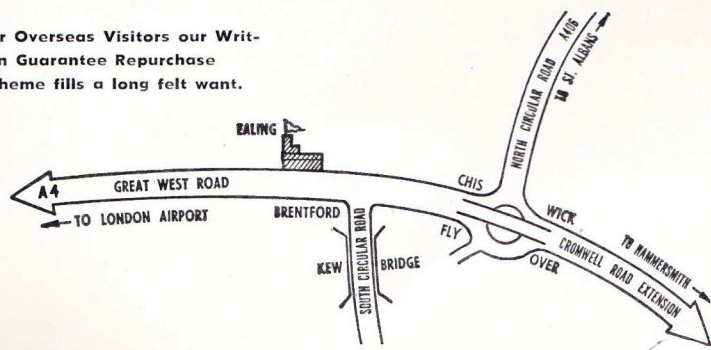 r Overseas Visitors our Writ-
n Guarantee Repurchase
heme fills a long felt want.
EALING
A4
GREAT WEST ROAD
TO LONDON AIRPORT
BRENTFORD
KEW
BRIDGE
SOUTH CIRCULAR ROAD
CHIS
WICK
FLY
OVER
NORTH CIRCULAR ROAD A406
TO ST. ALBANS
CROMWELL ROAD EXTENSION
TO HAMMERSMITH